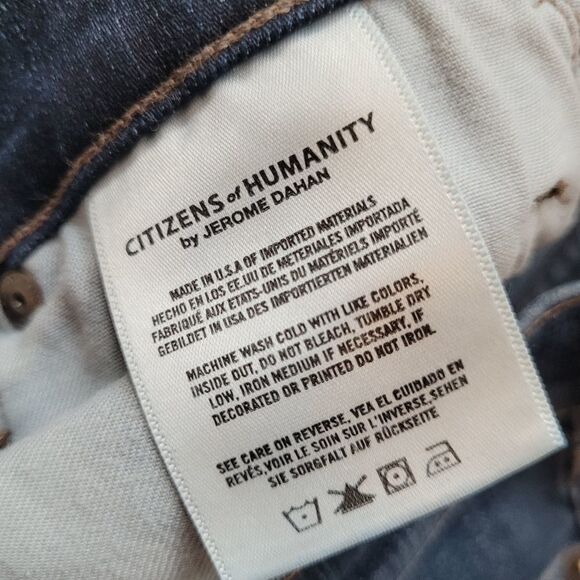 CITIZENS of HUMANITY
by JEROME DAHAN
MADE IN U.S.A OF IMPORTED MATERIALS
HECHO EN LOS EE.UU DE METERIALES IMPORTADA
FABRIQUÉ AUX ETATS-UNIS DU MATÉRIELS IMPORTÉ
GEBILDET IN USA DES IMPORTIERTEN MATERIALIEN
MACHINE WASH COLD WITH LIKE COLORS,
INSIDE OUT, DO NOT BLEACH, TUMBLE DRY
LOW, IRON MEDIUM IF NECESSARY, IF
DECORATED OR PRINTED DO NOT IRON.
SEE CARE ON REVERSE, VEA EL CUIDADO EN
REVÉS, VOIR LE SOIN SUR L'INVERSE, SEHEN
SIE SORGFALT AUF RÜCKSEITE